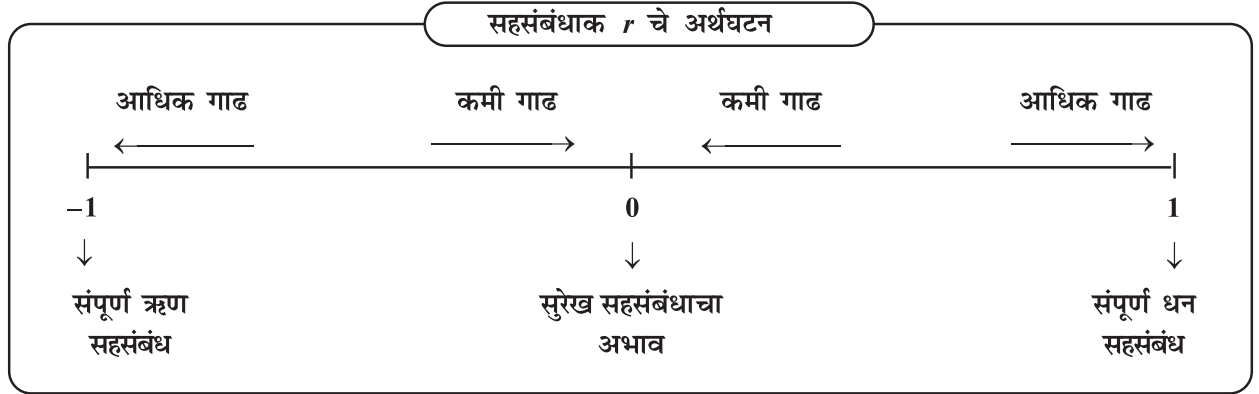 सहसंबंधाक r चे अर्थघटन
आधिक गाढ कमी गाढ कमी गाढ आधिक गाढ
–1 0 1
संपूर्ण ऋण सुरेख सहसंबंधाचा संपूर्ण धन
सहसंबंध अभाव सहसंबंध